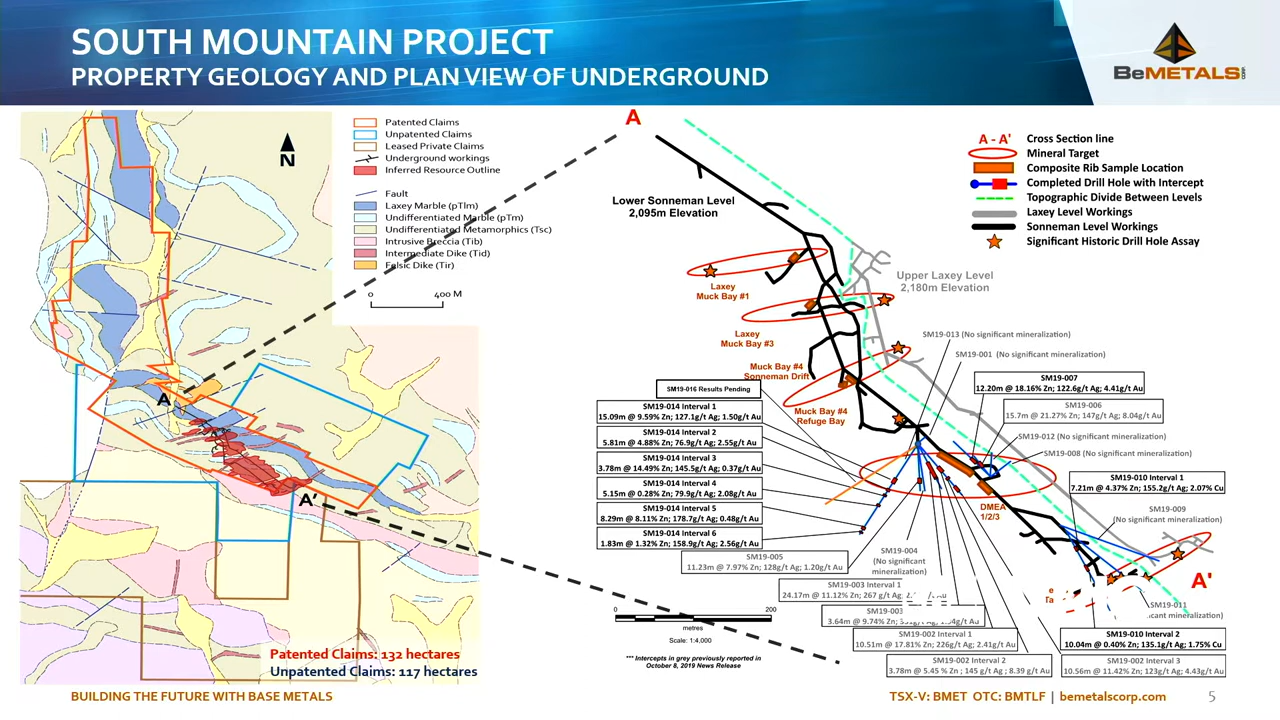 SOUTH MOUNTAIN PROJECT
PROPERTY GEOLOGY AND PLAN VIEW OF UNDERGROUND
BeMETALS CORP.
Patented Claims
Unpatented Claims
Leased Private Claims
Underground workings
Inferred Resource Outline
Fault
Laxey Marble (pTlm)
Undifferentiated Marble (pTm)
Undifferentiated Metamorphics (Tsc)
Intrusive Breccia (Tib)
Intermediate Dike (Tid)
Felsic Dike (Tir)
0 400 M
N
A
A'
Patented Claims: 132 hectares
Unpatented Claims: 117 hectares
A
A - A' Cross Section line
Mineral Target
Composite Rib Sample Location
Completed Drill Hole with Intercept
Topographic Divide Between Levels
Laxey Level Workings
Sonneman Level Workings
Significant Historic Drill Hole Assay
Lower Sonneman Level
2,095m Elevation
Upper Laxey Level
2,180m Elevation
Laxey
Muck Bay #1
Laxey
Muck Bay #3
Muck Bay #4
Sonneman Drift
Muck Bay #4
Refuge Bay
SM19-013 (No significant mineralization)
SM19-001 (No significant mineralization)
SM19-007
12.20m @ 18.16% Zn; 122.6g/t Ag; 4.41g/t Au
SM19-006
15.7m @ 21.27% Zn; 147g/t Ag; 8.04g/t Au
SM19-012 (No significant mineralization)
SM19-008 (No significant mineralization)
SM19-010 Interval 1
7.21m @ 4.37% Zn; 155.2g/t Ag; 2.07% Cu
SM19-009
(No significant mineralization)
SM19-016 Results Pending
SM19-014 Interval 1
15.09m @ 9.59% Zn; 127.1g/t Ag; 1.50g/t Au
SM19-014 Interval 2
5.81m @ 4.88% Zn; 76.9g/t Ag; 2.55g/t Au
SM19-014 Interval 3
3.78m @ 14.49% Zn; 145.5g/t Ag; 0.37g/t Au
SM19-014 Interval 4
5.15m @ 0.28% Zn; 79.9g/t Ag; 2.08g/t Au
SM19-014 Interval 5
8.29m @ 8.11% Zn; 178.7g/t Ag; 0.48g/t Au
SM19-014 Interval 6
1.83m @ 1.32% Zn; 158.9g/t Ag; 2.56g/t Au
DMEA
1/2/3
SM19-005
11.23m @ 7.97% Zn; 128g/t Ag; 1.20g/t Au
SM19-004
(No significant
mineralization)
SM19-003 Interval 1
24.17m @ 11.12% Zn; 267 g/t Ag;
SM19-003
3.64m @ 9.74% Zn;
SM19-002 Interval 1
10.51m @ 17.81% Zn; 226g/t Ag; 2.41g/t Au
SM19-002 Interval 2
3.78m @ 5.45 % Zn ; 145 g/t Ag ; 8.39 g/t Au
A'
SM19-011
SM19-010 Interval 2
10.04m @ 0.40% Zn; 135.1g/t Ag; 1.75% Cu
SM19-002 Interval 3
10.56m @ 11.42% Zn; 123g/t Ag; 4.43g/t Au
0 200
metres
Scale: 1:4,000
*** Intercepts in grey previously reported in
October 8, 2019 News Release
BUILDING THE FUTURE WITH BASE METALS
TSX-V: BMET OTC: BMTLF | bemetalscorp.com
5